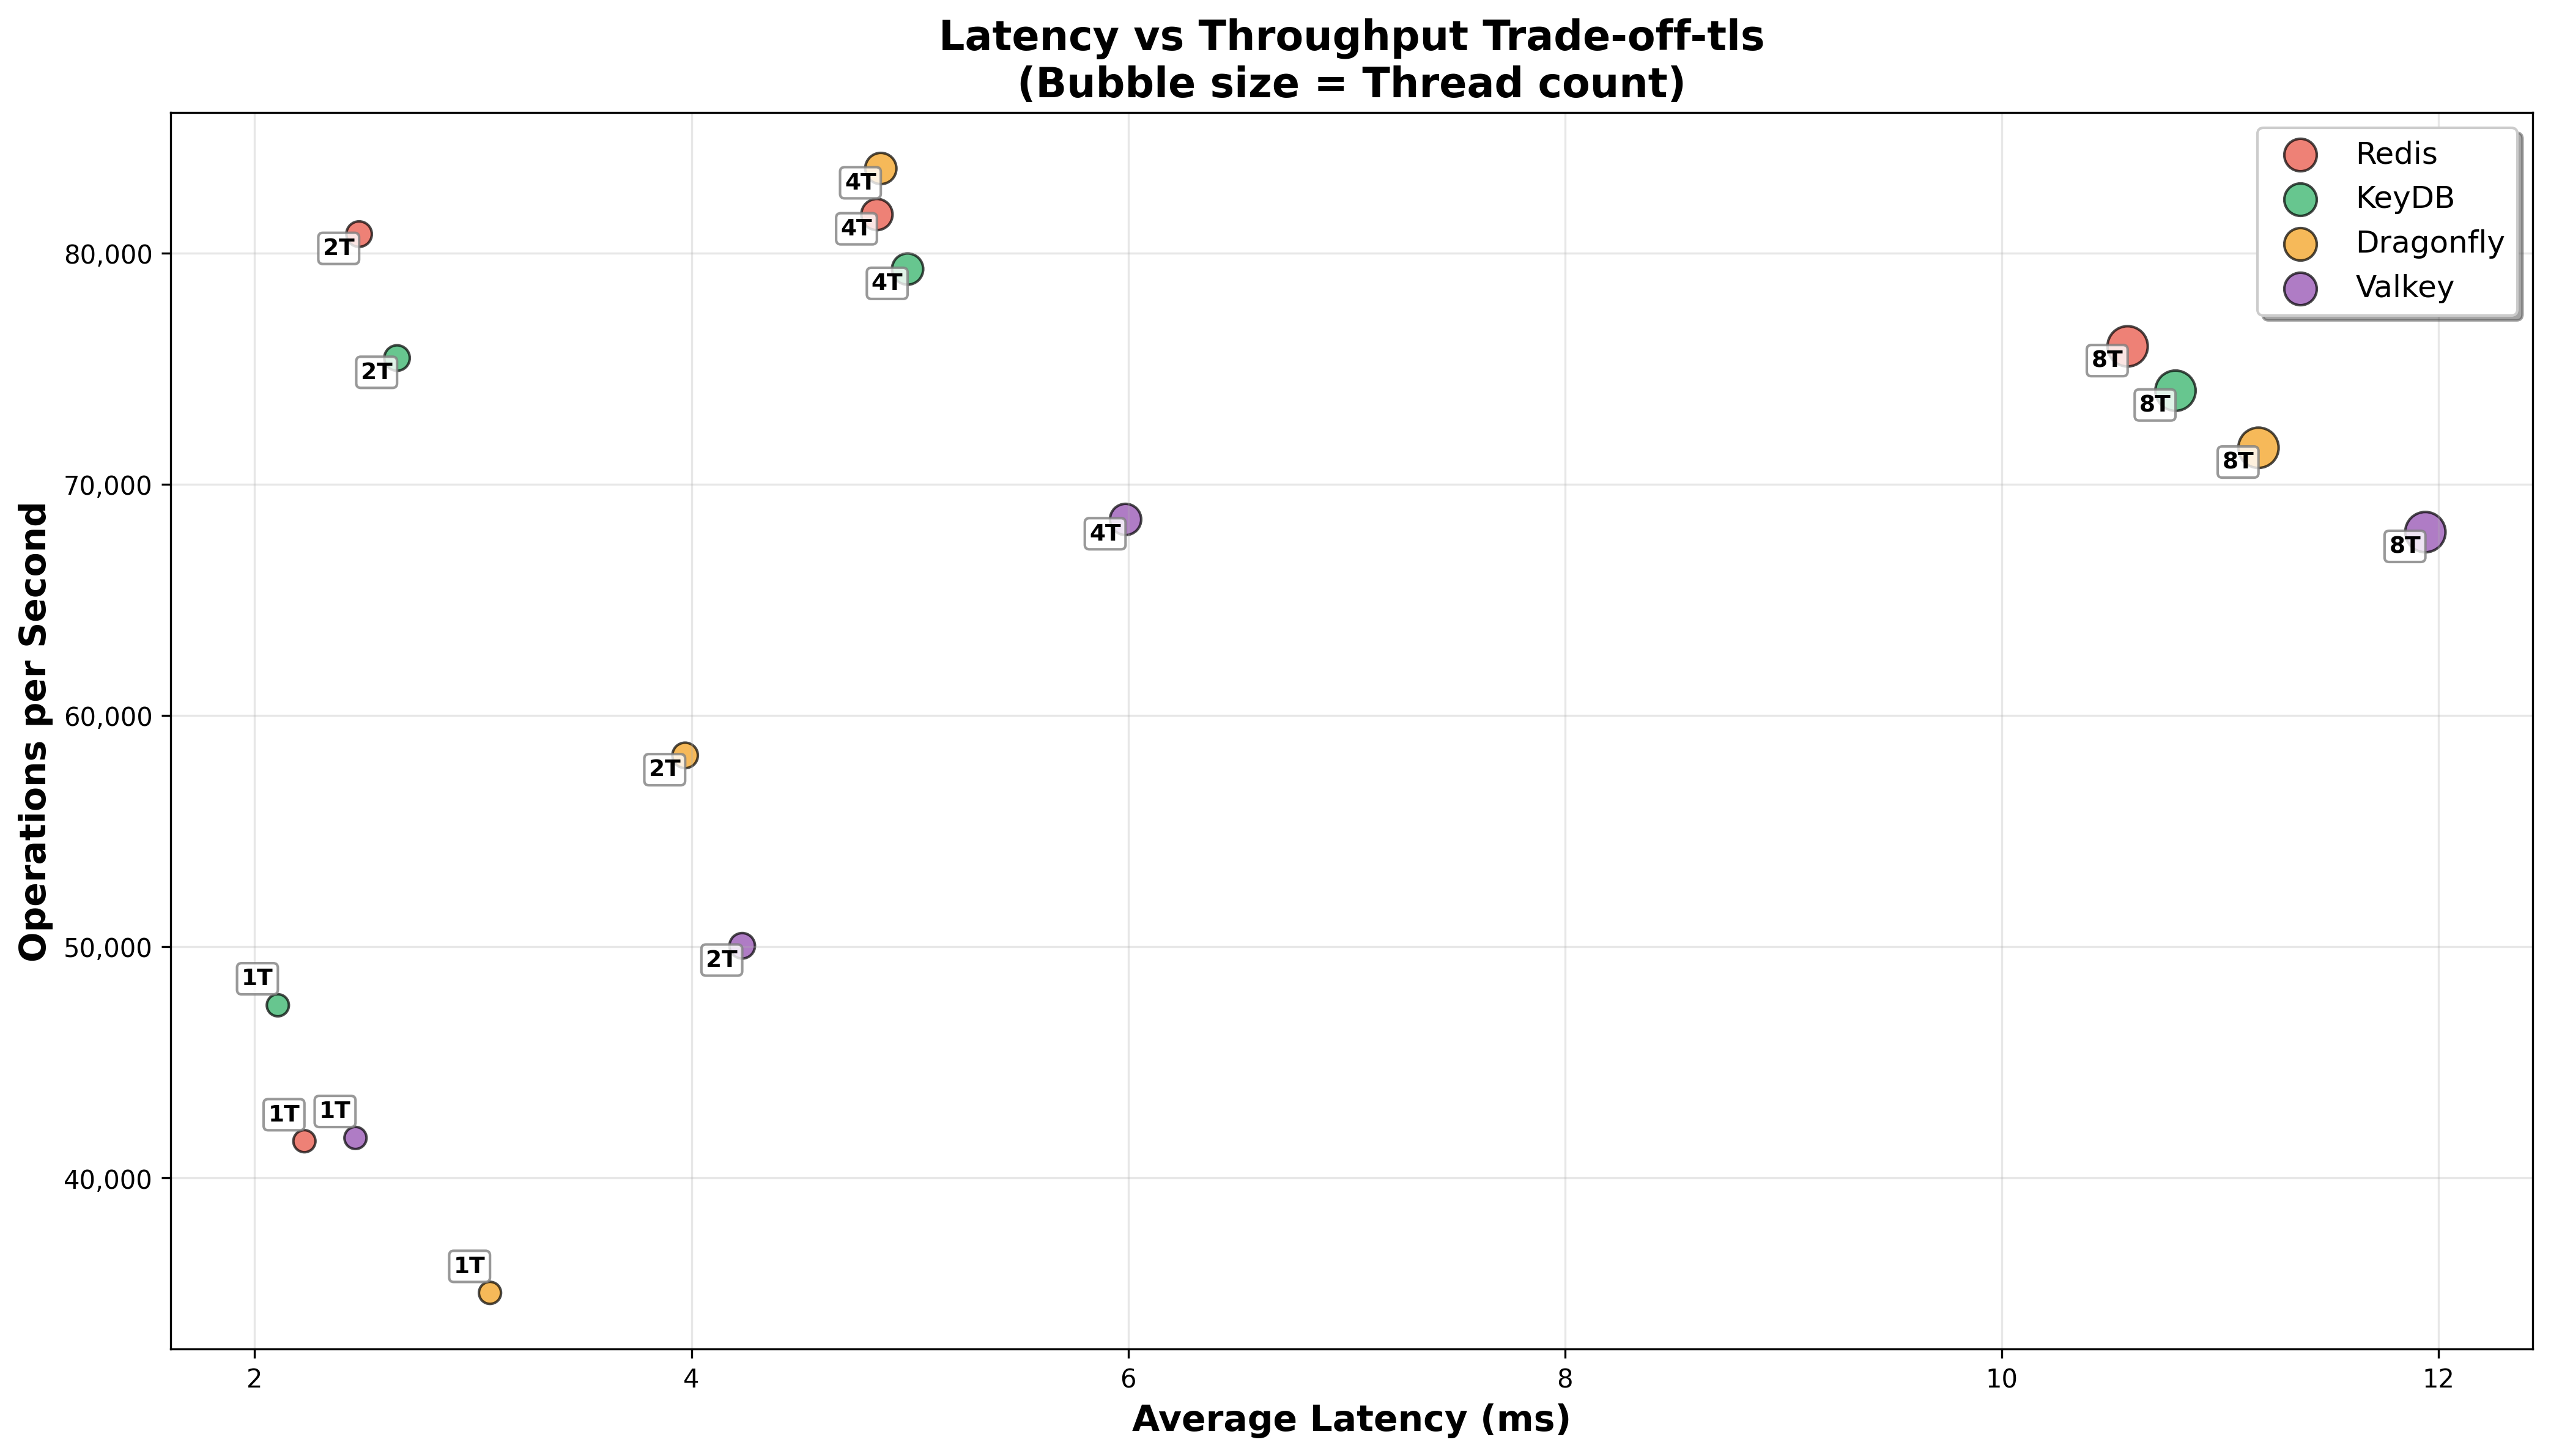 Latency vs Throughput Trade-off-tls
(Bubble size = Thread count)
Redis
KeyDB
Dragonfly
Valkey
4T
4T
2T
4T
2T
8T
8T
8T
4T
8T
2T
2T
1T
1T
1T
1T
80,000
70,000
60,000
50,000
40,000
Operations per Second
2
4
6
8
10
12
Average Latency (ms)